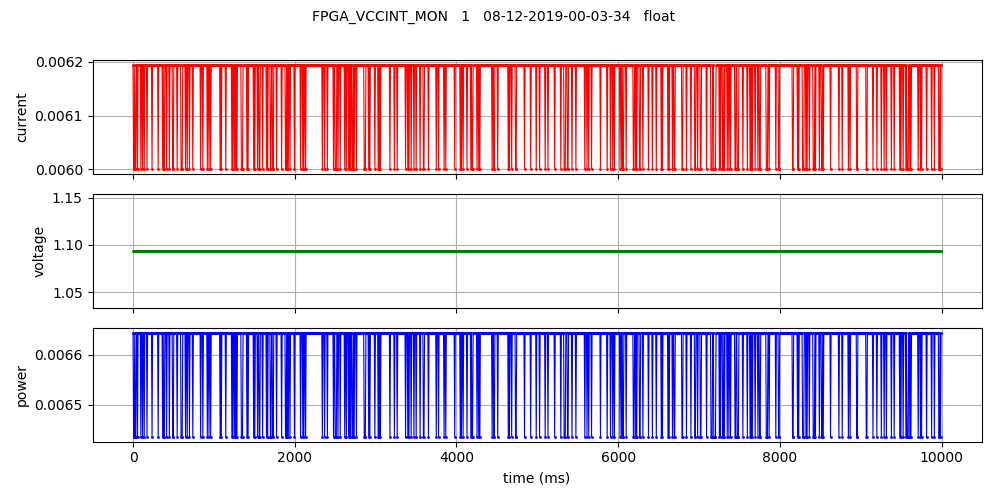 FPGA_VCCINT_MON   1   08-12-2019-00-03-34   float
0.0062
0.0061
0.0060
current
1.15
1.10
1.05
voltage
0.0066
0.0065
power
0 2000 4000 6000 8000 10000
time (ms)